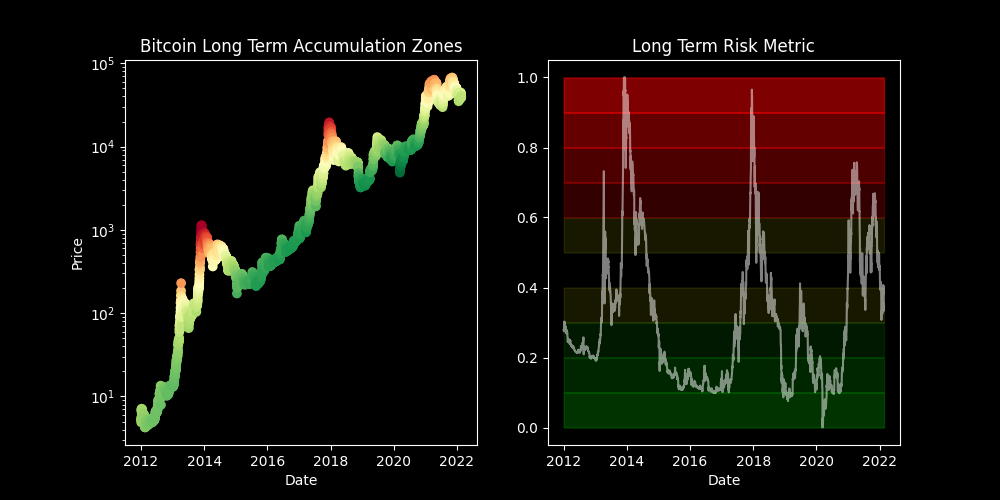 Bitcoin Long Term Accumulation Zones
Price
10^5
10^4
10^3
10^2
10^1
2012 2014 2016 2018 2020 2022
Date
Long Term Risk Metric
1.0
0.8
0.6
0.4
0.2
0.0
2012 2014 2016 2018 2020 2022
Date